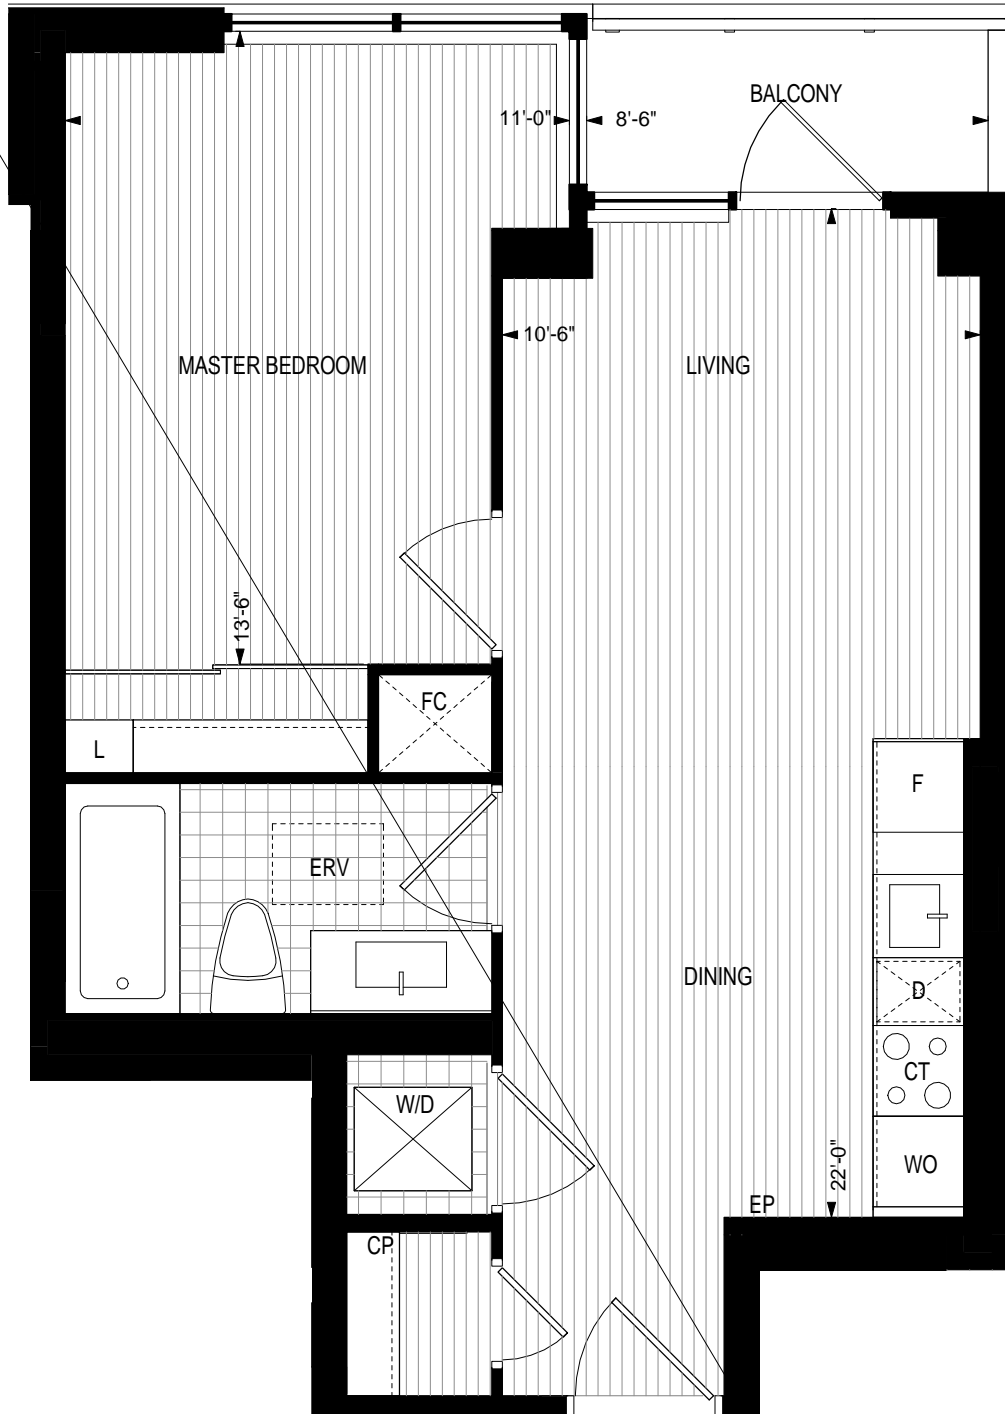 BALCONY
11'-0"
8'-6"
10'-6"
MASTER BEDROOM
LIVING
13'-6"
FC
L
F
ERV
DINING
D
CT
W/D
WO
22'-0"
EP
CP